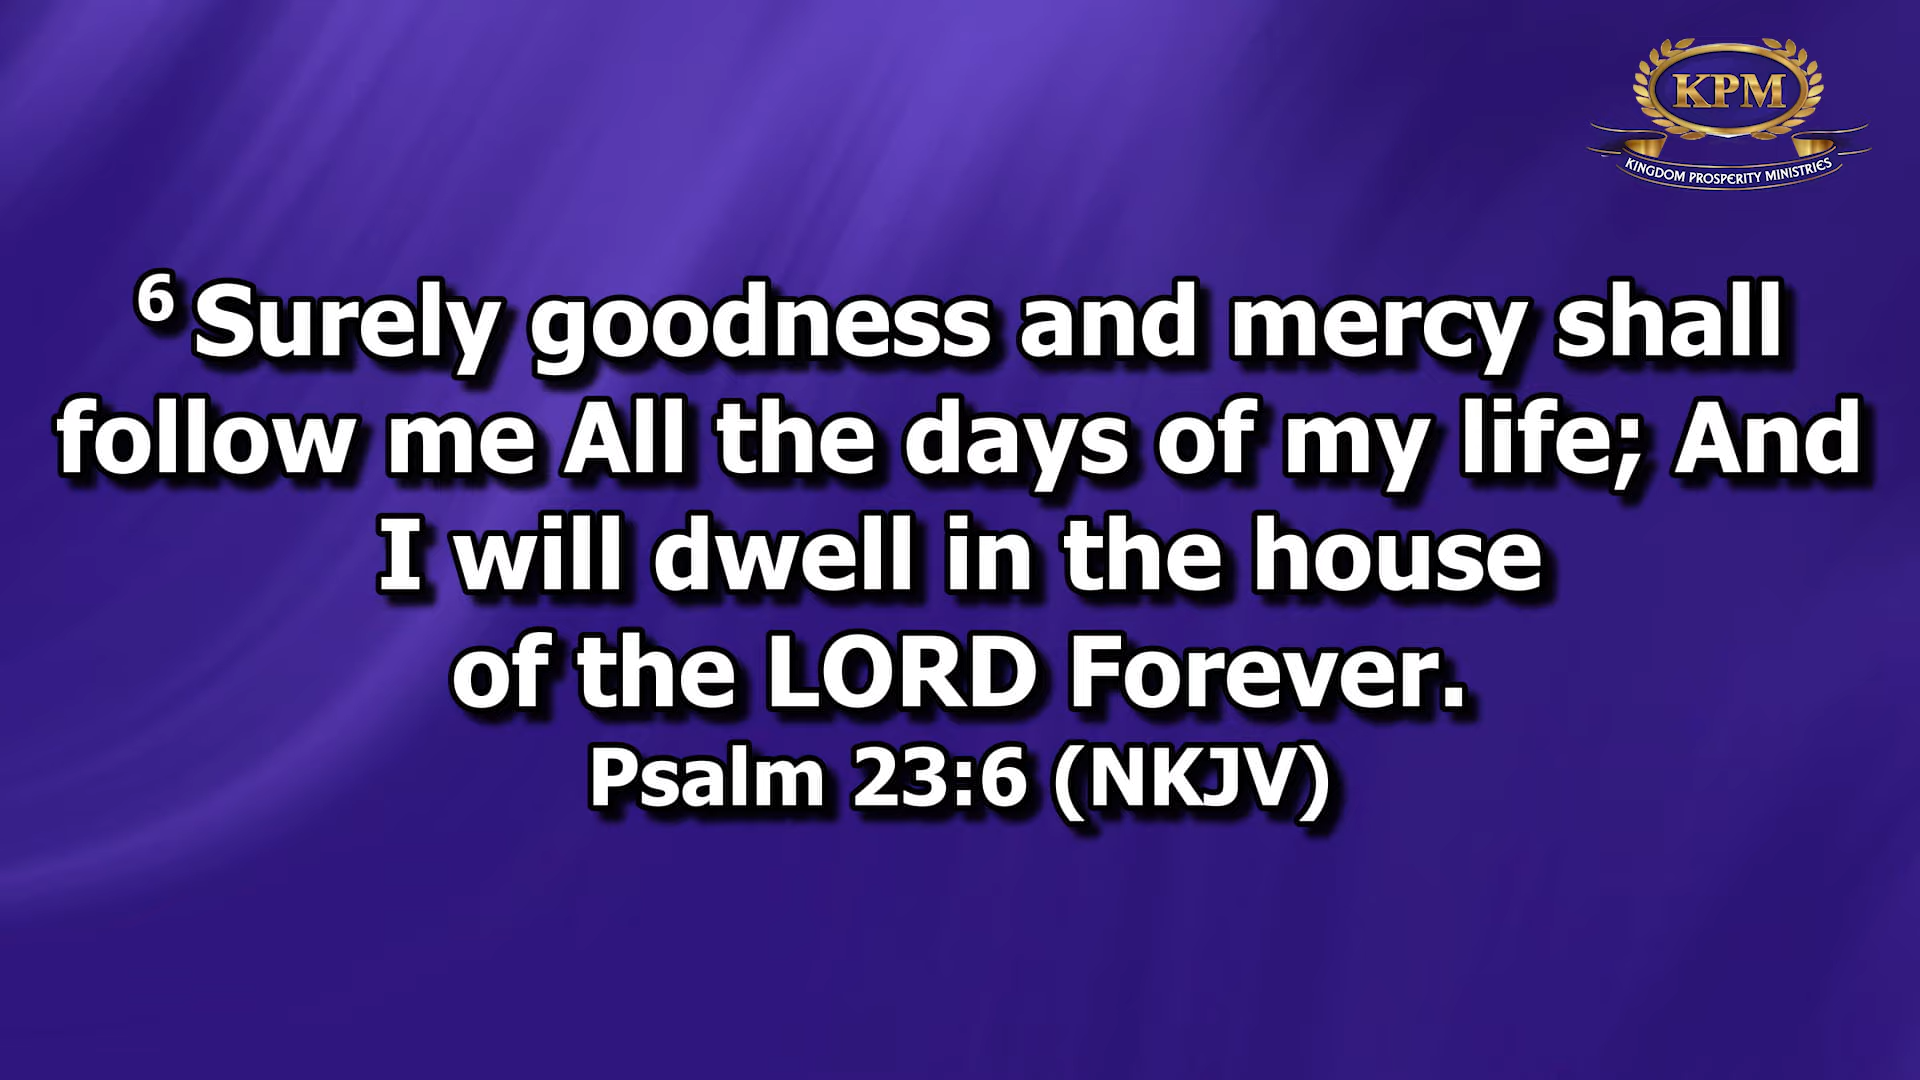 KPM
KINGDOM PROSPERITY MINISTRIES
6 Surely goodness and mercy shall
follow me All the days of my life; And
I will dwell in the house
of the LORD Forever.
Psalm 23:6 (NKJV)